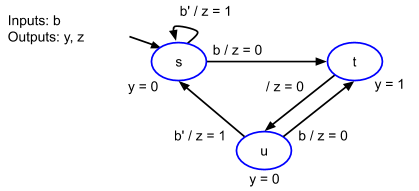 Inputs: b
Outputs: y, z
b' / z = 1
s
b / z = 0
t
y = 0
/ z = 0
y = 1
b' / z = 1
u
b / z = 0
y = 0